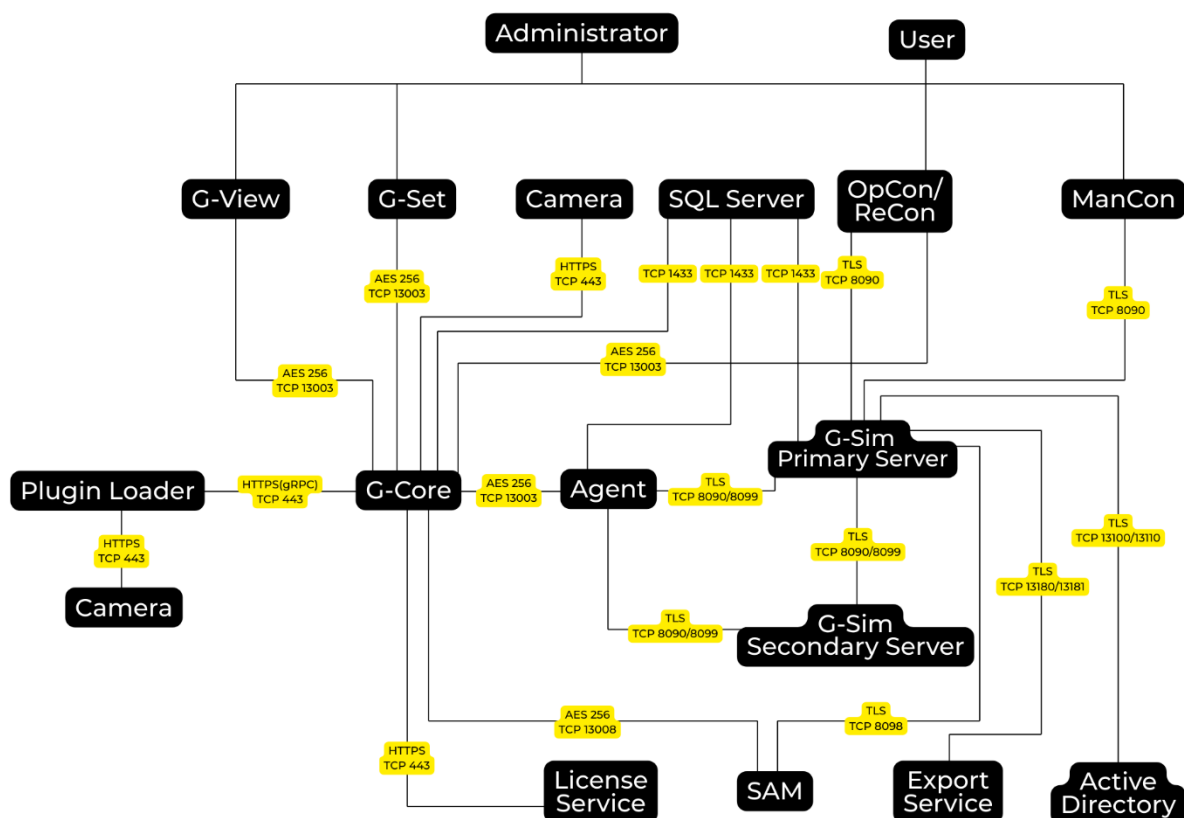 Administrator
User
G-View
G-Set
Camera
SQL Server
OpCon/
ReCon
ManCon
HTTPS
TCP 443
TCP 1433
TCP 1433
TCP 1433
TLS
TCP 8090
AES 256
TCP 13003
TLS
TCP 8090
AES 256
TCP 13003
AES 256
TCP 13003
G-Sim
Primary Server
Plugin Loader
HTTPS(gRPC)
TCP 443
G-Core
AES 256
TCP 13003
Agent
TLS
TCP 8090/8099
HTTPS
TCP 443
TLS
TCP 8090/8099
TLS
TCP 13100/13110
TLS
TCP 13180/13181
Camera
TLS
TCP 8090/8099
G-Sim
Secondary Server
AES 256
TCP 13008
TLS
TCP 8098
HTTPS
TCP 443
License
Service
SAM
Export
Service
Active
Directory